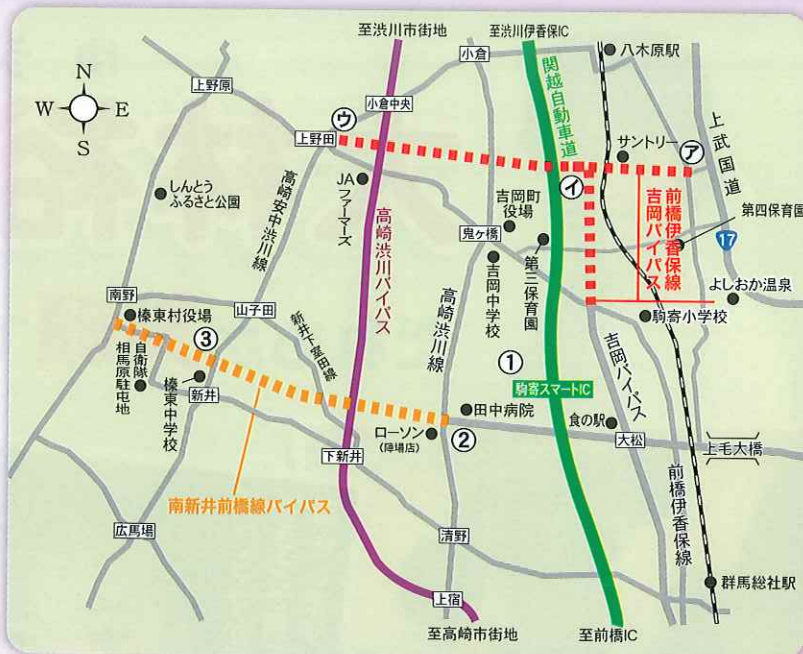 至渋川市街地
至渋川伊香保IC
小倉
八木原駅
上野原
関越自動車道
N
W
E
S
小倉中央
上武国道
ウ
上野田
サントリー
ア
高崎安中渋川線
JA
ファーマーズ
イ
しんとう
ふるさと公園
吉岡町
役場
前橋伊香保線
吉岡バイパス
第四保育園
鬼ヶ橋
高崎渋川バイパス
第三保育園
17
吉岡中学校
よしおか温泉
南野
高崎渋川線
榛東村役場
山子田
新井下室田線
駒寄小学校
③
自衛隊
相馬原駐屯地
①
吉岡バイパス
榛東中学校
新井
駒寄スマートIC
田中病院
食の駅
ローソン
(陣場店)
②
大松
上毛大橋
下新井
南新井前橋線バイパス
前橋伊香保線
広馬場
清野
群馬総社駅
上宿
至高崎市街地
至前橋IC